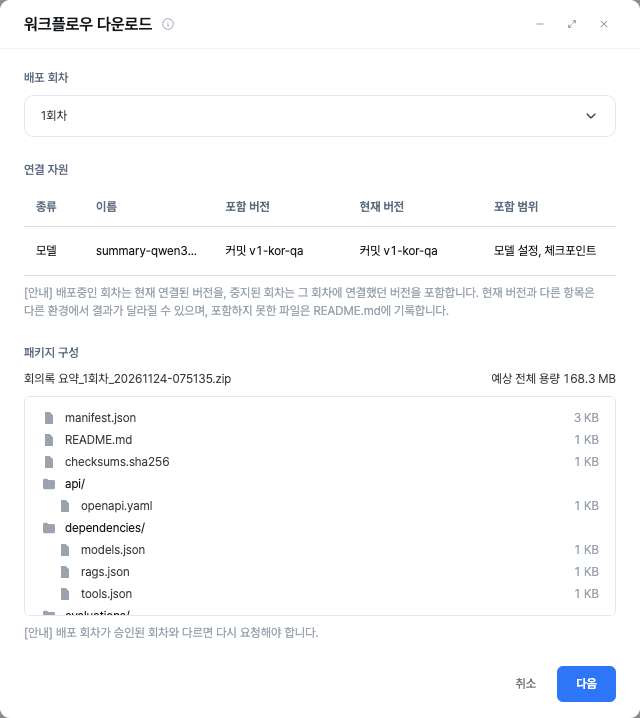 워크플로우 다운로드
배포 회차
1회차
연결 자원
종류 이름 포함 버전 현재 버전 포함 범위
모델 summary-qwen3... 커밋 v1-kor-qa 커밋 v1-kor-qa 모델 설정, 체크포인트
[안내] 배포중인 회차는 현재 연결된 버전을, 중지된 회차는 그 회차에 연결했던 버전을 포함합니다. 현재 버전과 다른 항목은
다른 환경에서 결과가 달라질 수 있으며, 포함하지 못한 파일은 README.md에 기록합니다.
패키지 구성
회의록 요약_1회차_20261124-075135.zip 예상 전체 용량 168.3 MB
manifest.json 3 KB
README.md 1 KB
checksums.sha256 1 KB
api/
openapi.yaml 1 KB
dependencies/
models.json 1 KB
rags.json 1 KB
tools.json 1 KB
evaluations/
[안내] 배포 회차가 승인된 회차와 다르면 다시 요청해야 합니다.
취소 다음